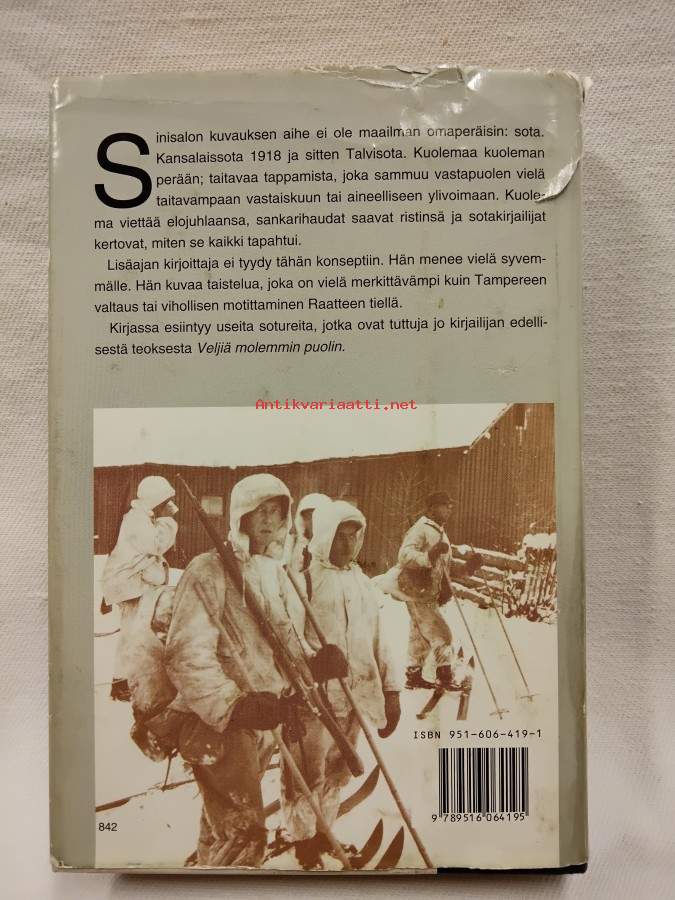 Sinisalon kuvauksen aihe ei ole maailman omaperäisin: sota.
Kansalaissota 1918 ja sitten Talvisota. Kuolemaa kuoleman
perään; taitavaa tappamista, joka sammuu vastapuolen vielä
taitavampaan vastaiskuun tai aineelliseen ylivoimaan. Kuole-
ma viettää elojuhlaansa, sankarihaudat saavat ristinsä ja sotakirjailijat
kertovat, miten se kaikki tapahtui.
Lisäajan kirjoittaja ei tyydy tähän konseptiin. Hän menee vielä syvem-
mälle. Hän kuvaa taistelua, joka on vielä merkittävämpi kuin Tampereen
valtaus tai vihollisen motittaminen Raatteen tiellä.
Kirjassa esiintyy useita sotureita, jotka ovat tuttuja jo kirjailijan edelli-
sestä teoksesta Veljiä molemmin puolin.
Antikvariaatti.net
ISBN 951-606-419-1
9 789516 064195
842